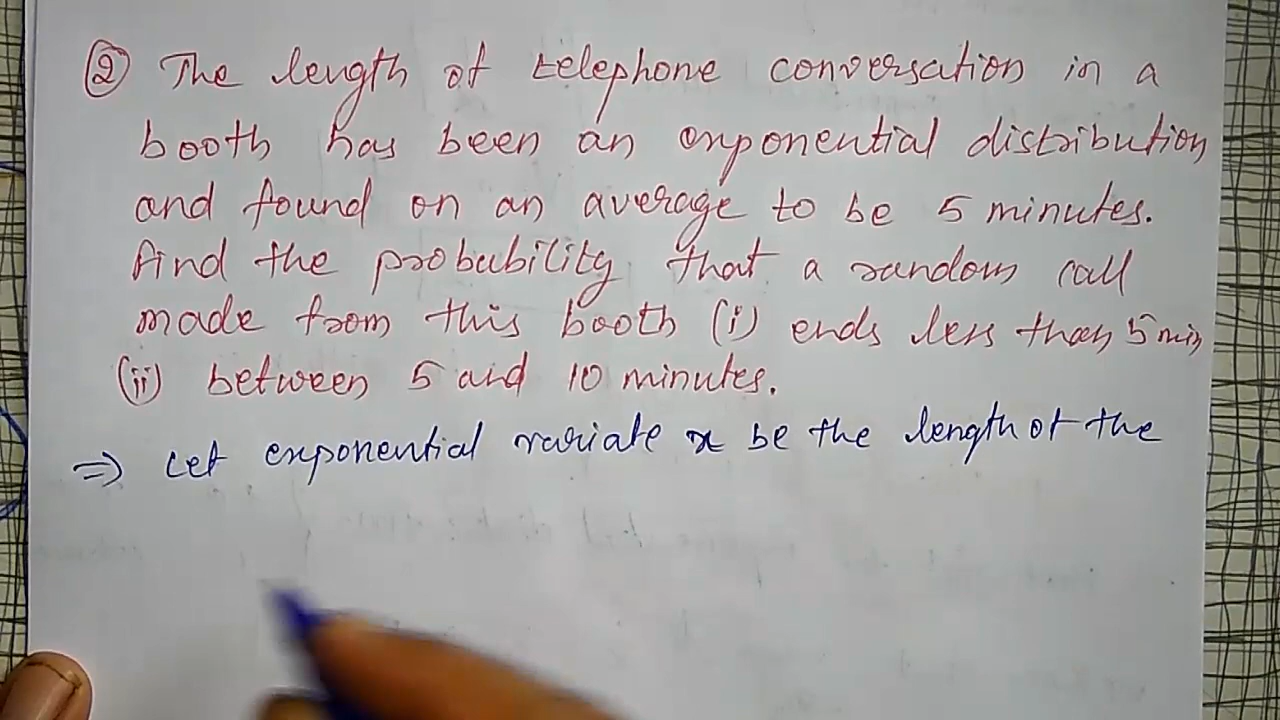 ② The length of telephone conversation in a
booth has been an exponential distribution
and found on an average to be 5 minutes.
Find the probability that a random call
made from this booth (i) ends less than 5 min
(ii) between 5 and 10 minutes.
⇒ Let exponential variate x be the length of the